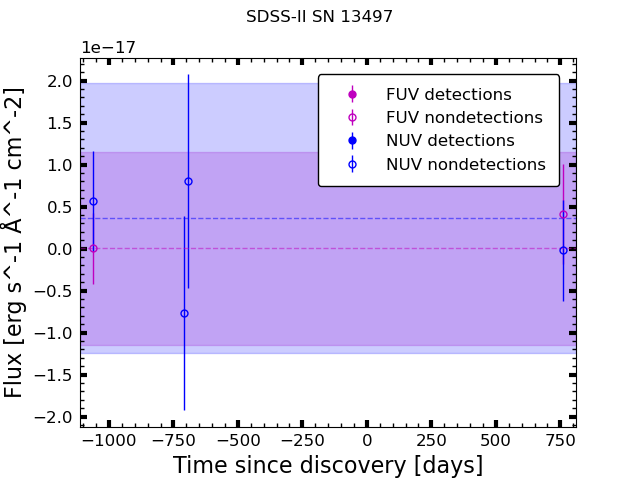 SDSS-II SN 13497
1e−17
Flux [erg s^-1 Å^-1 cm^-2]
2.0
1.5
1.0
0.5
0.0
−0.5
−1.0
−1.5
−2.0
FUV detections
FUV nondetections
NUV detections
NUV nondetections
−1000 −750 −500 −250 0 250 500 750
Time since discovery [days]